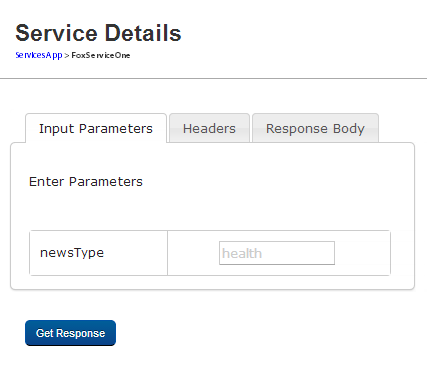 Service Details
ServicesApp > FoxServiceOne
Input Parameters Headers Response Body
Enter Parameters
newsType health
Get Response